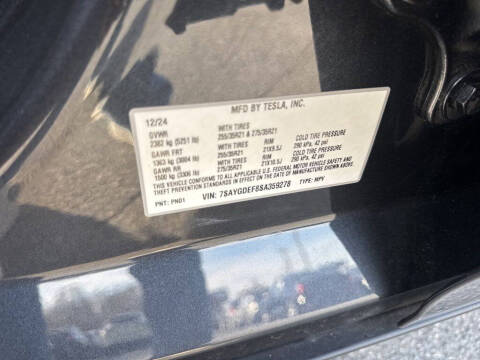 MFD BY TESLA, INC.
12/24
GVWR WITH TIRES
2382 kg (5251 lb) 255/35R21 & 275/35R21
GAWR FRT WITH TIRES RIM COLD TIRE PRESSURE
1363 kg (3004 lb) 255/35R21 21X9.5J 290 kPa, 42 psi
GAWR RR WITH TIRES RIM COLD TIRE PRESSURE
1500 kg (3306 lb) 275/35R21 21X10.5J 290 kPa, 42 psi
THIS VEHICLE CONFORMS TO ALL APPLICABLE U.S. FEDERAL MOTOR VEHICLE SAFETY AND
THEFT PREVENTION STANDARDS IN EFFECT ON THE DATE OF MANUFACTURE SHOWN ABOVE.
PNT: PN01 VIN: 7SAYGDEF8SA359278 TYPE: MPV